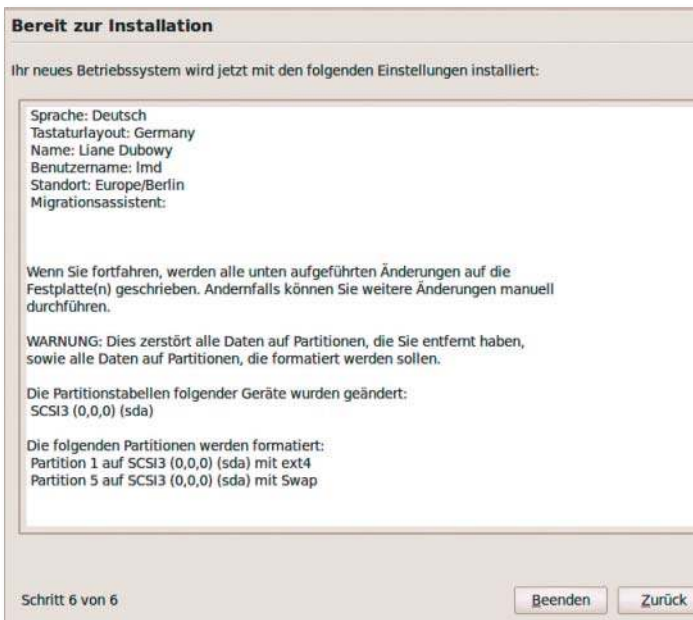 Bereit zur Installation
Ihr neues Betriebssystem wird jetzt mit den folgenden Einstellungen installiert:
Sprache: Deutsch
Tastaturlayout: Germany
Name: Liane Dubowy
Benutzername: lmd
Standort: Europe/Berlin
Migrationsassistent:
Wenn Sie fortfahren, werden alle unten aufgeführten Änderungen auf die
Festplatte(n) geschrieben. Andernfalls können Sie weitere Änderungen manuell
durchführen.
WARNUNG: Dies zerstört alle Daten auf Partitionen, die Sie entfernt haben,
sowie alle Daten auf Partitionen, die formatiert werden sollen.
Die Partitionstabellen folgender Geräte wurden geändert:
SCSI3 (0,0,0) (sda)
Die folgenden Partitionen werden formatiert:
Partition 1 auf SCSI3 (0,0,0) (sda) mit ext4
Partition 5 auf SCSI3 (0,0,0) (sda) mit Swap
Schritt 6 von 6 Beenden Zurück